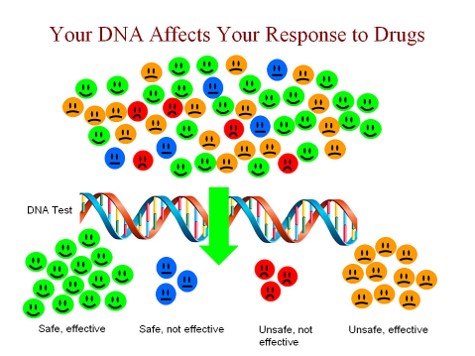 Your DNA Affects Your Response to Drugs
DNA Test
Safe, effective
Safe, not effective
Unsafe, not
effective
Unsafe, effective